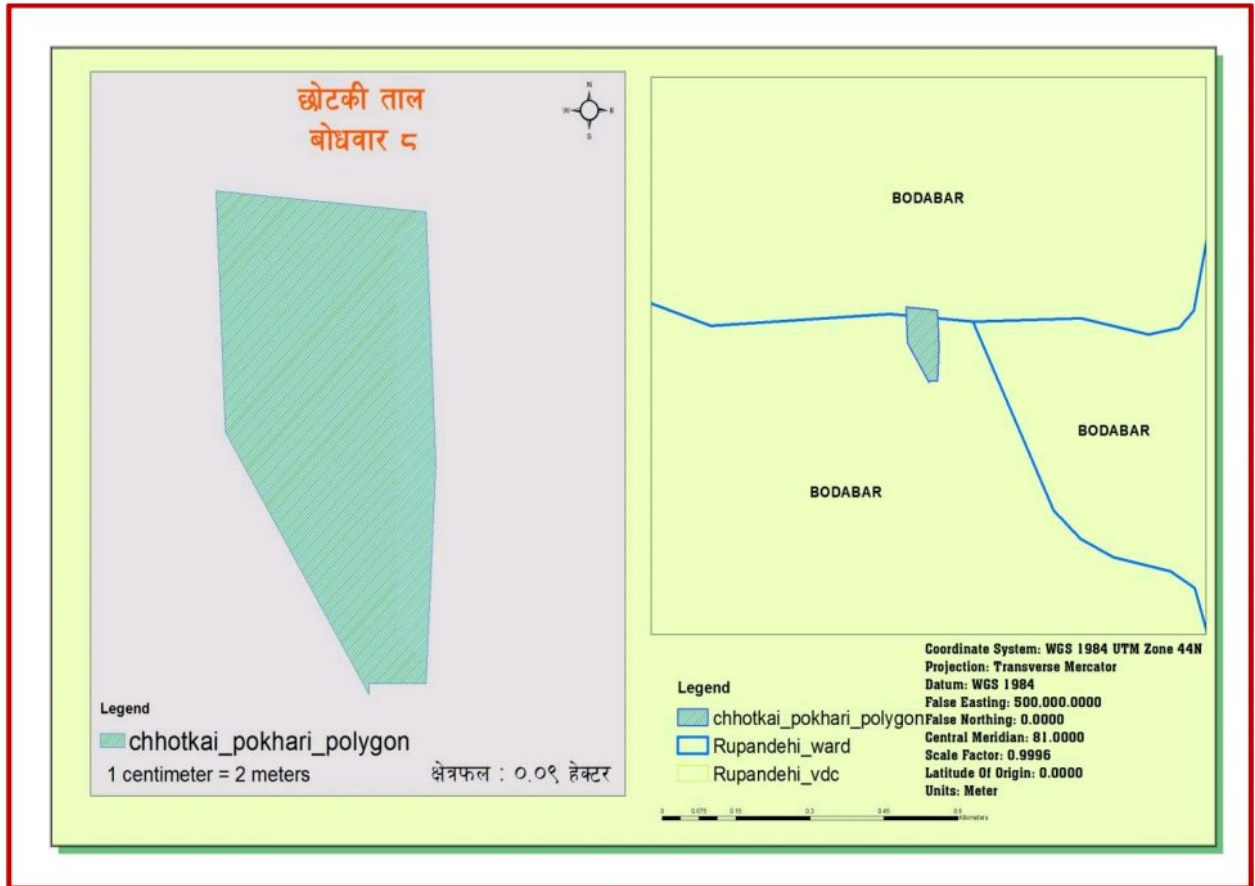 छोटकी ताल
बोधवार ८
N
W E
S
Legend
chhotkai_pokhari_polygon
1 centimeter = 2 meters
क्षेत्रफल : ०.०९ हेक्टर
BODABAR
BODABAR
BODABAR
Legend
chhotkai_pokhari_polygon
Rupandehi_ward
Rupandehi_vdc
Coordinate System: WGS 1984 UTM Zone 44N
Projection: Transverse Mercator
Datum: WGS 1984
False Easting: 500,000.0000
False Northing: 0.0000
Central Meridian: 81.0000
Scale Factor: 0.9996
Latitude Of Origin: 0.0000
Units: Meter
0 0.075 0.15 0.3 0.45 0.6
Kilometers